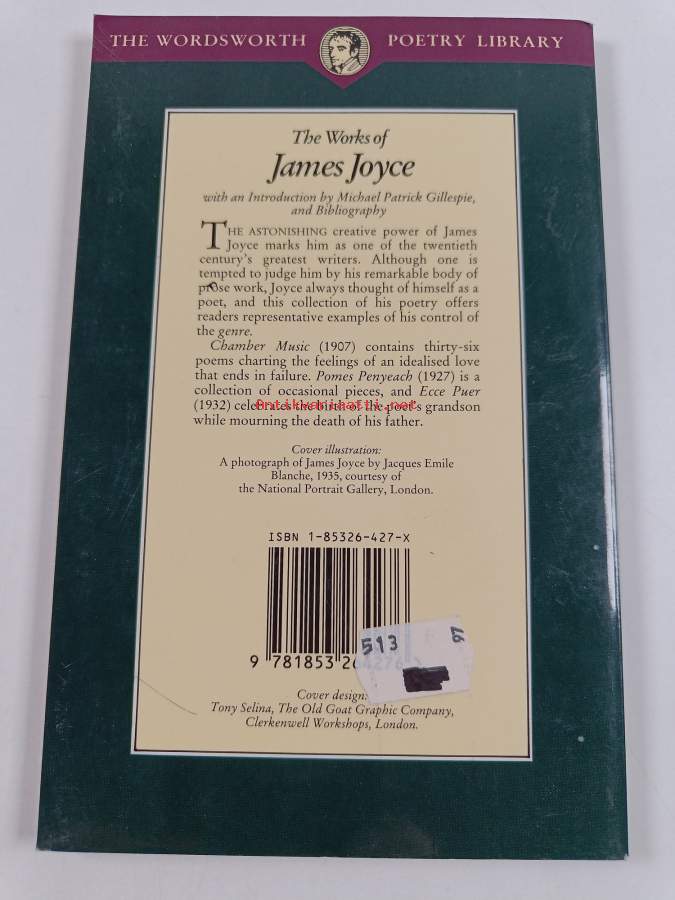 THE WORDSWORTH POETRY LIBRARY
The Works of
James Joyce
with an Introduction by Michael Patrick Gillespie,
and Bibliography
THE ASTONISHING creative power of James
Joyce marks him as one of the twentieth
century's greatest writers. Although one is
tempted to judge him by his remarkable body of
prose work, Joyce always thought of himself as a
poet, and this collection of his poetry offers
readers representative examples of his control of
the genre.
Chamber Music (1907) contains thirty-six
poems charting the feelings of an idealised love
that ends in failure. Pomes Penyeach (1927) is a
collection of occasional pieces, and Ecce Puer
(1932) celebrates the birth of the poet's grandson
Antikvariaatti.net
while mourning the death of his father.
Cover illustration:
A photograph of James Joyce by Jacques Emile
Blanche, 1935, courtesy of
the National Portrait Gallery, London.
ISBN 1-85326-427-X
513 97
9 781853 264276
Cover design:
Tony Selina, The Old Goat Graphic Company,
Clerkenwell Workshops, London.